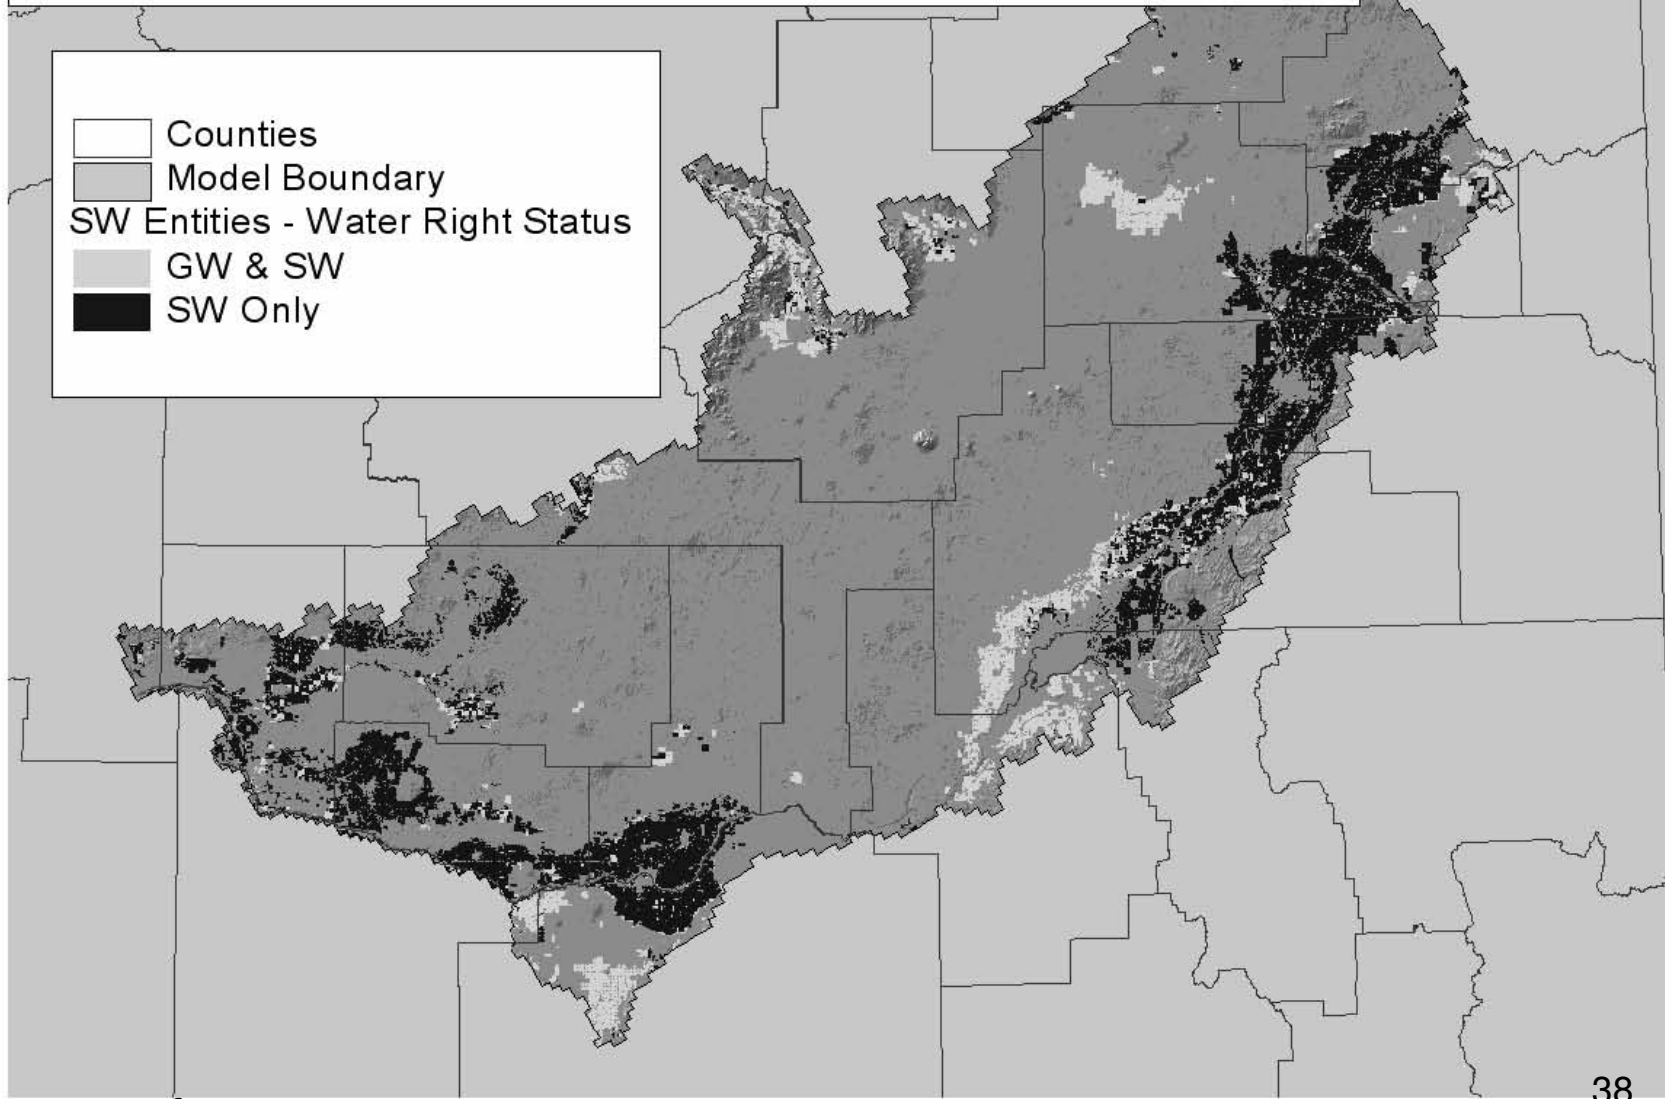 Counties
Model Boundary
SW Entities - Water Right Status
GW & SW
SW Only
38